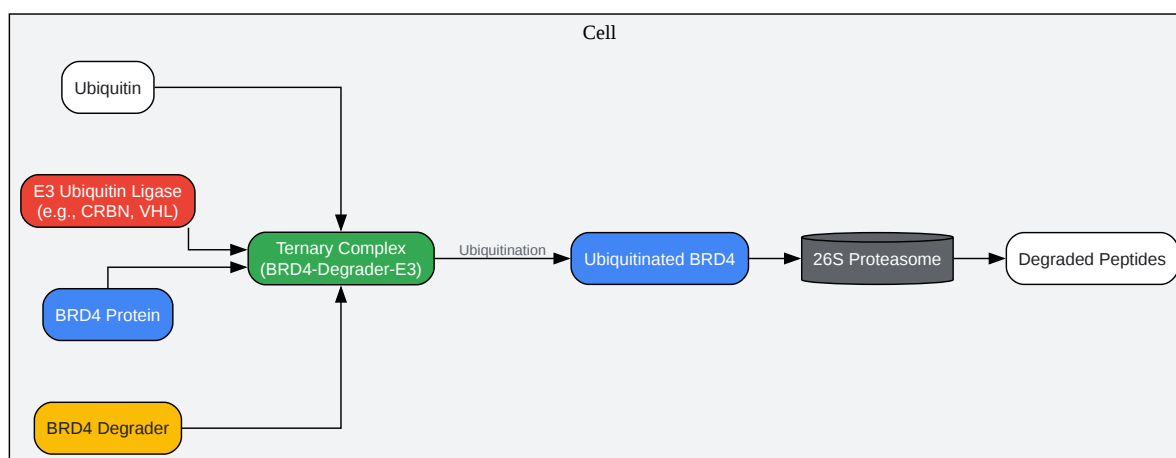 Cell
Ubiquitin
E3 Ubiquitin Ligase
(e.g., CRBN, VHL)
BRD4 Protein
BRD4 Degrader
Ternary Complex
(BRD4-Degrader-E3)
Ubiquitination
Ubiquitinated BRD4
26S Proteasome
Degraded Peptides